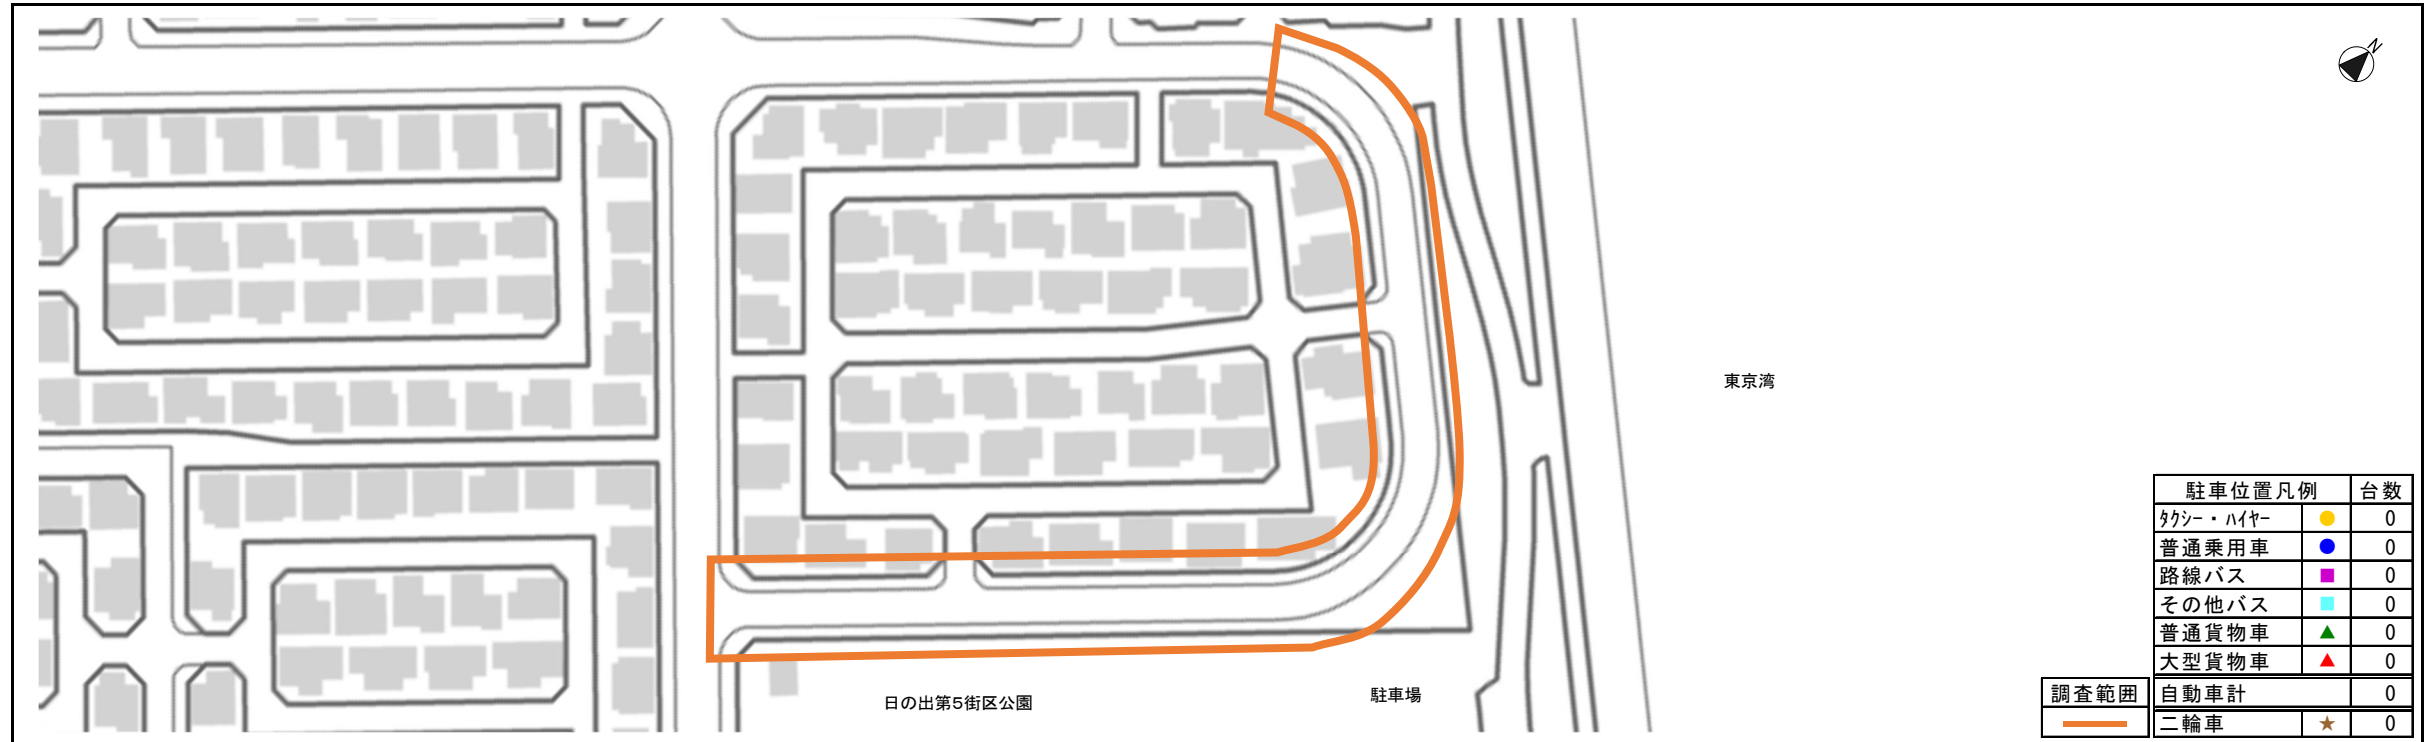 N
東京湾
日の出第5街区公園
駐車場
駐車位置凡例 台数
ﾀｸｼｰ・ﾊｲﾔｰ 0
普通乗用車 0
路線バス 0
その他バス 0
普通貨物車 0
大型貨物車 0
調査範囲 自動車計 0
二輪車 0